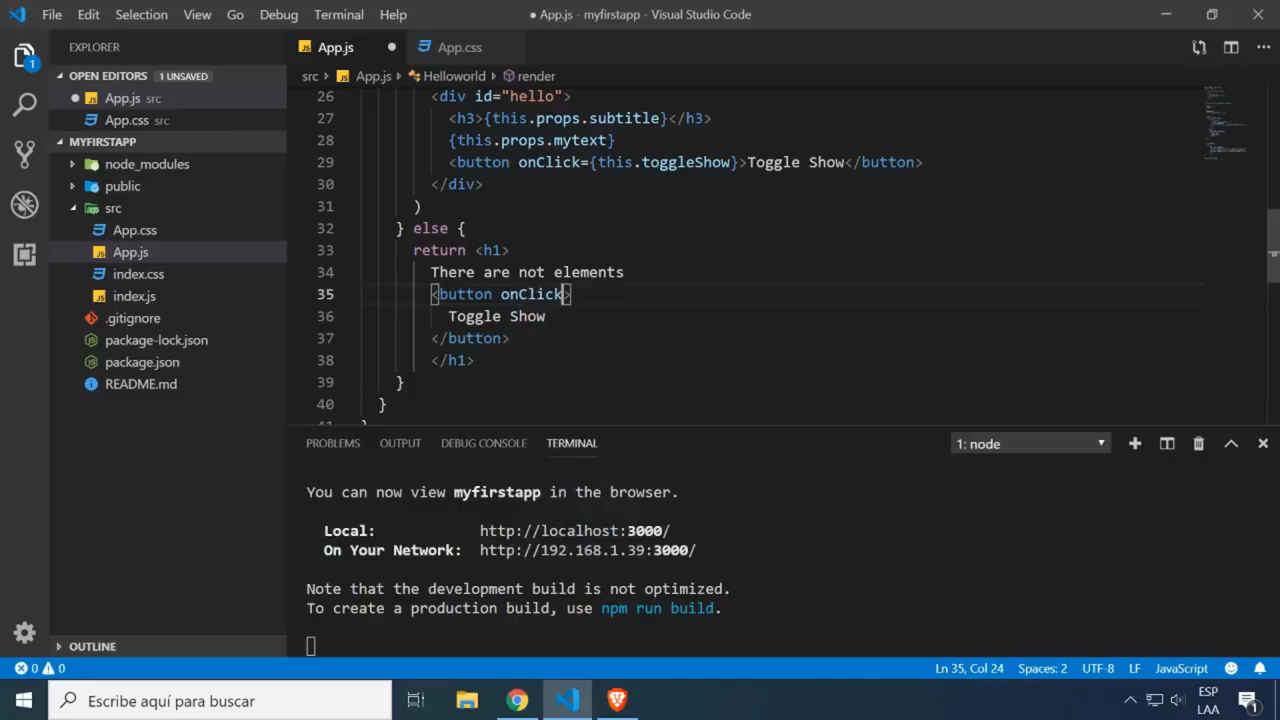 File Edit Selection View Go Debug Terminal Help
● App.js - myfirstapp - Visual Studio Code
EXPLORER
OPEN EDITORS 1 UNSAVED
App.js src
App.css src
MYFIRSTAPP
node_modules
public
src
App.css
App.js
index.css
index.js
.gitignore
package-lock.json
package.json
README.md
OUTLINE
App.js ●
App.css
src > App.js > Helloworld > render
26 <div id="hello">
27 <h3>{this.props.subtitle}</h3>
28 {this.props.mytext}
29 <button onClick={this.toggleShow}>Toggle Show</button>
30 </div>
31 )
32 } else {
33 return <h1>
34 There are not elements
35 <button onClick>
36 Toggle Show
37 </button>
38 </h1>
39 }
40 }
PROBLEMS OUTPUT DEBUG CONSOLE TERMINAL
1: node
You can now view myfirstapp in the browser.
Local: http://localhost:3000/
On Your Network: http://192.168.1.39:3000/
Note that the development build is not optimized.
To create a production build, use npm run build.
0 0
Ln 35, Col 24 Spaces: 2 UTF-8 LF JavaScript
Escribe aquí para buscar
ESP
LAA
1